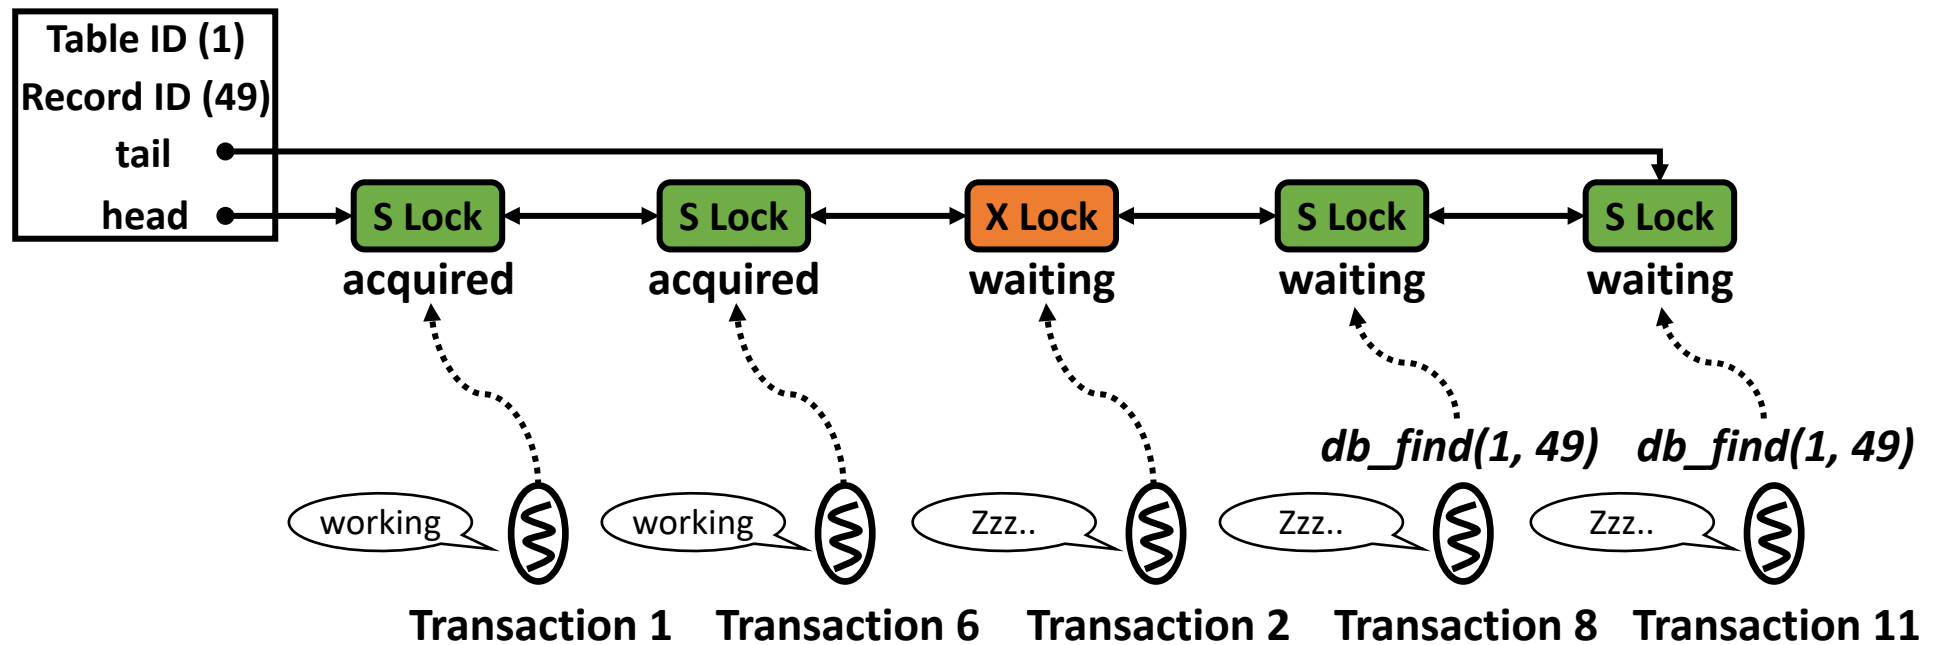 Table ID (1)
Record ID (49)
tail
head
S Lock
S Lock
X Lock
S Lock
S Lock
acquired
acquired
waiting
waiting
waiting
db_find(1, 49)
db_find(1, 49)
working
working
Zzz..
Zzz..
Zzz..
Transaction 1
Transaction 6
Transaction 2
Transaction 8
Transaction 11